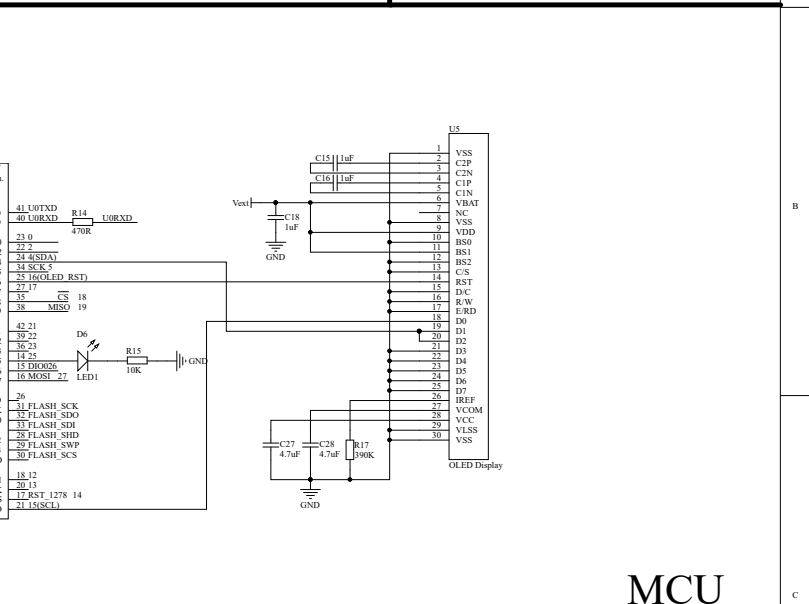 U5
1 VSS
C15 1uF 2 C2P
3 C2N
C16 1uF 4 C1P
5 C1N
Vext 6 VBAT
7 NC
C18 8 VSS
1uF 9 VDD
10 BS0
11 BS1
GND 12 BS2
13 C/S
14 RST
15 D/C
16 R/W
17 E/RD
18 D0
19 D1
20 D2
21 D3
22 D4
23 D5
24 D6
25 D7
26 IREF
27 VCOM
28 VCC
29 VLSS
30 VSS
OLED Display
41 U0TXD
40 U0RXD R14 U0RXD
470R
23 0
22 2
24 4(SDA)
34 SCK 5
25 16(OLED_RST)
27 17
35 CS 18
38 MISO 19
42 21
39 22
36 23
14 25
15 DIO026
16 MOSI 27
D6
LED1
R15
10K
GND
26
31 FLASH_SCK
32 FLASH_SDO
33 FLASH_SDI
28 FLASH_SHD
29 FLASH_SWP
30 FLASH_SCS
18 12
20 13
17 RST_1278 14
21 15(SCL)
C27
4.7uF
C28
4.7uF
R17
390K
GND
B
MCU
C